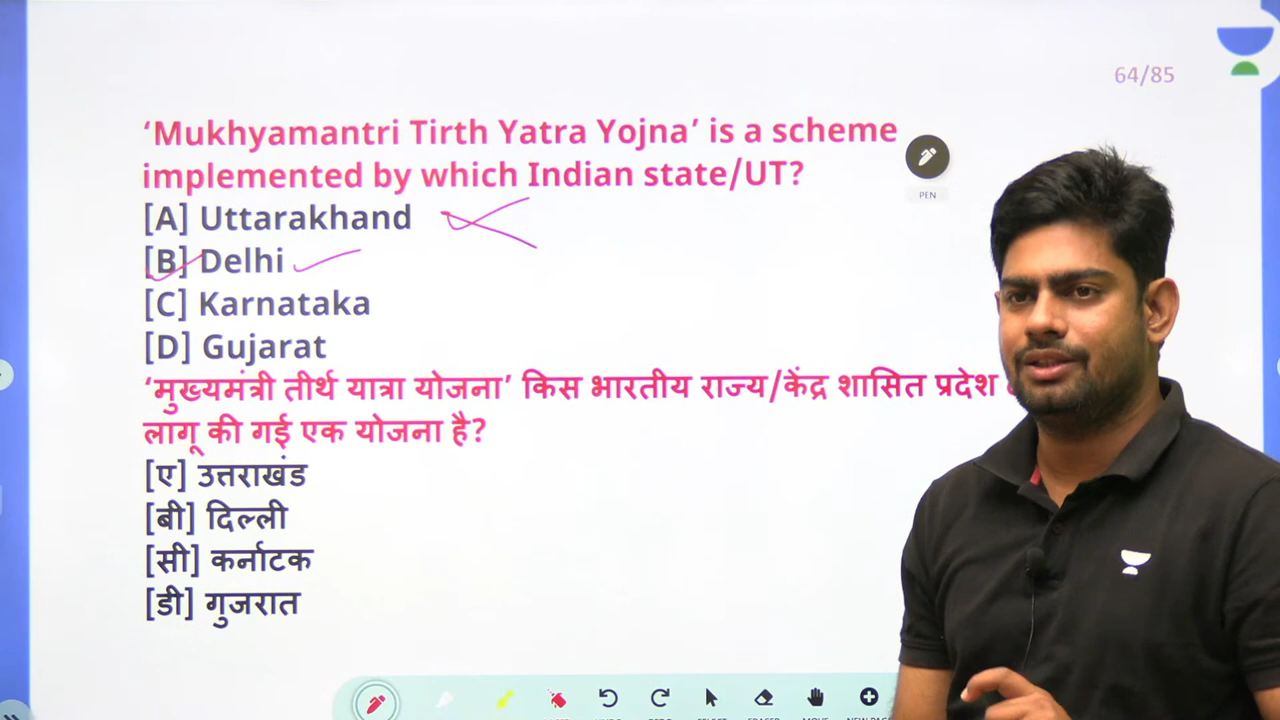 64/85
‘Mukhyamantri Tirth Yatra Yojna’ is a scheme
implemented by which Indian state/UT?
PEN
[A] Uttarakhand
[B] Delhi
[C] Karnataka
[D] Gujarat
‘मुख्यमंत्री तीर्थ यात्रा योजना’ किस भारतीय राज्य/केंद्र शासित प्रदेश
लागू की गई एक योजना है?
[ए] उत्तराखंड
[बी] दिल्ली
[सी] कर्नाटक
[डी] गुजरात